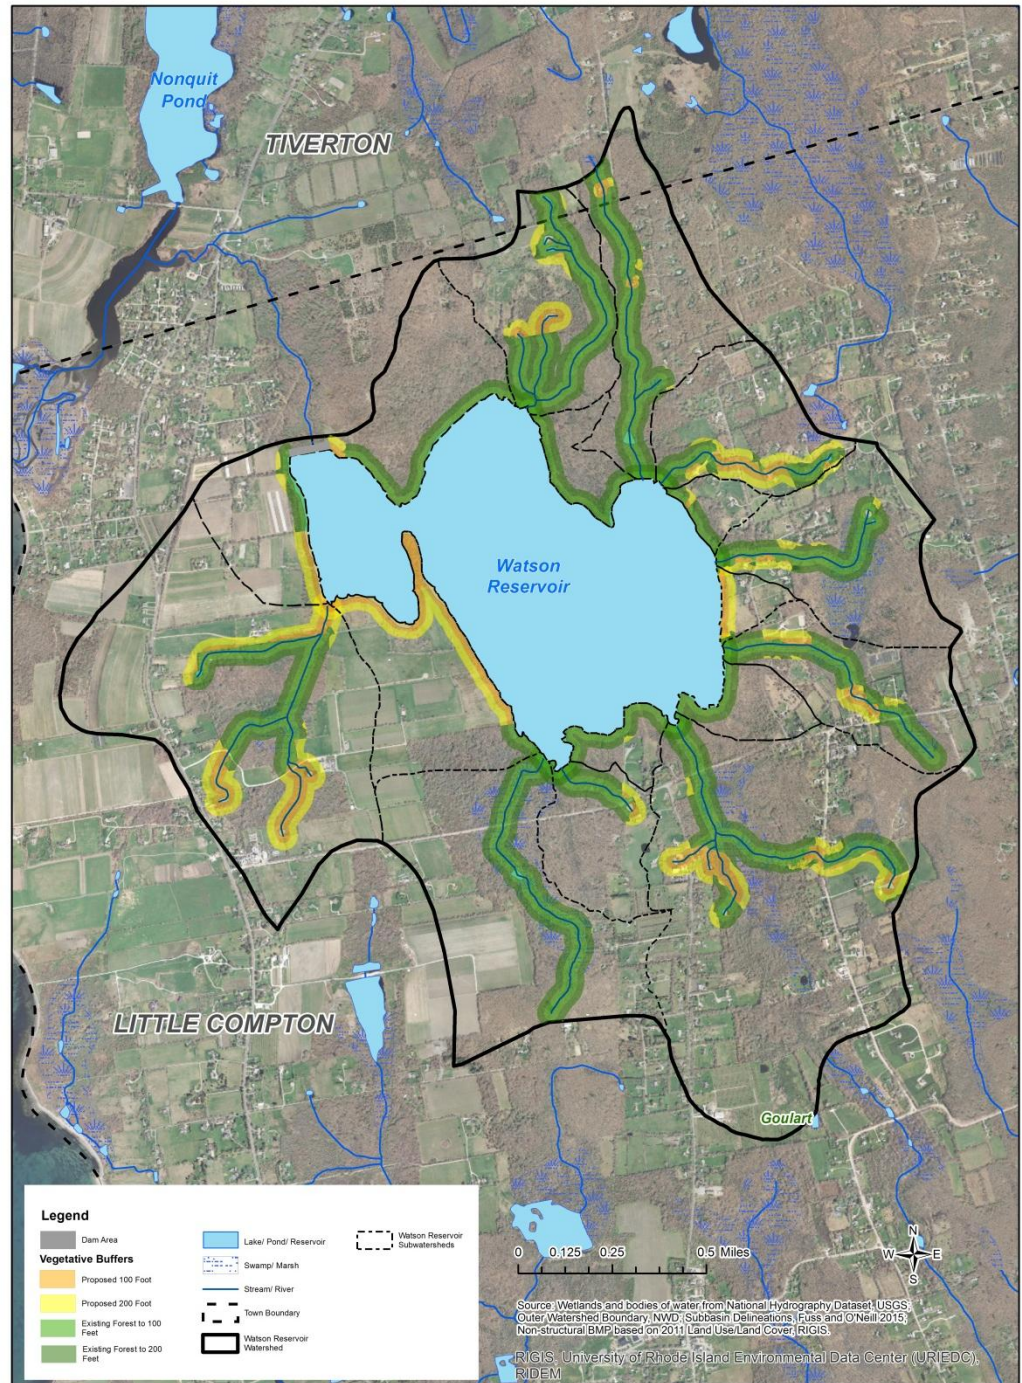 Nonquit
Pond
TIVERTON
Watson
Reservoir
LITTLE COMPTON
Goulart
Legend
Dam Area
Vegetative Buffers
Proposed 100 Foot
Proposed 200 Foot
Existing Forest to 100
Feet
Existing Forest to 200
Feet
Lake/ Pond/ Reservoir
Swamp/ Marsh
Stream/ River
Town Boundary
Watson Reservoir
Watershed
Watson Reservoir
Subwatersheds
0 0.125 0.25 0.5 Miles
N
W E
S
Source: Wetlands and bodies of water from National Hydrography Dataset, USGS;
Outer Watershed Boundary, NWD; Subbasin Delineations, Fuss and O'Neill 2015;
Non-structural BMP based on 2011 Land Use/Land Cover, RIGIS.
RIGIS, University of Rhode Island Environmental Data Center (URIEDC),
RIDEM